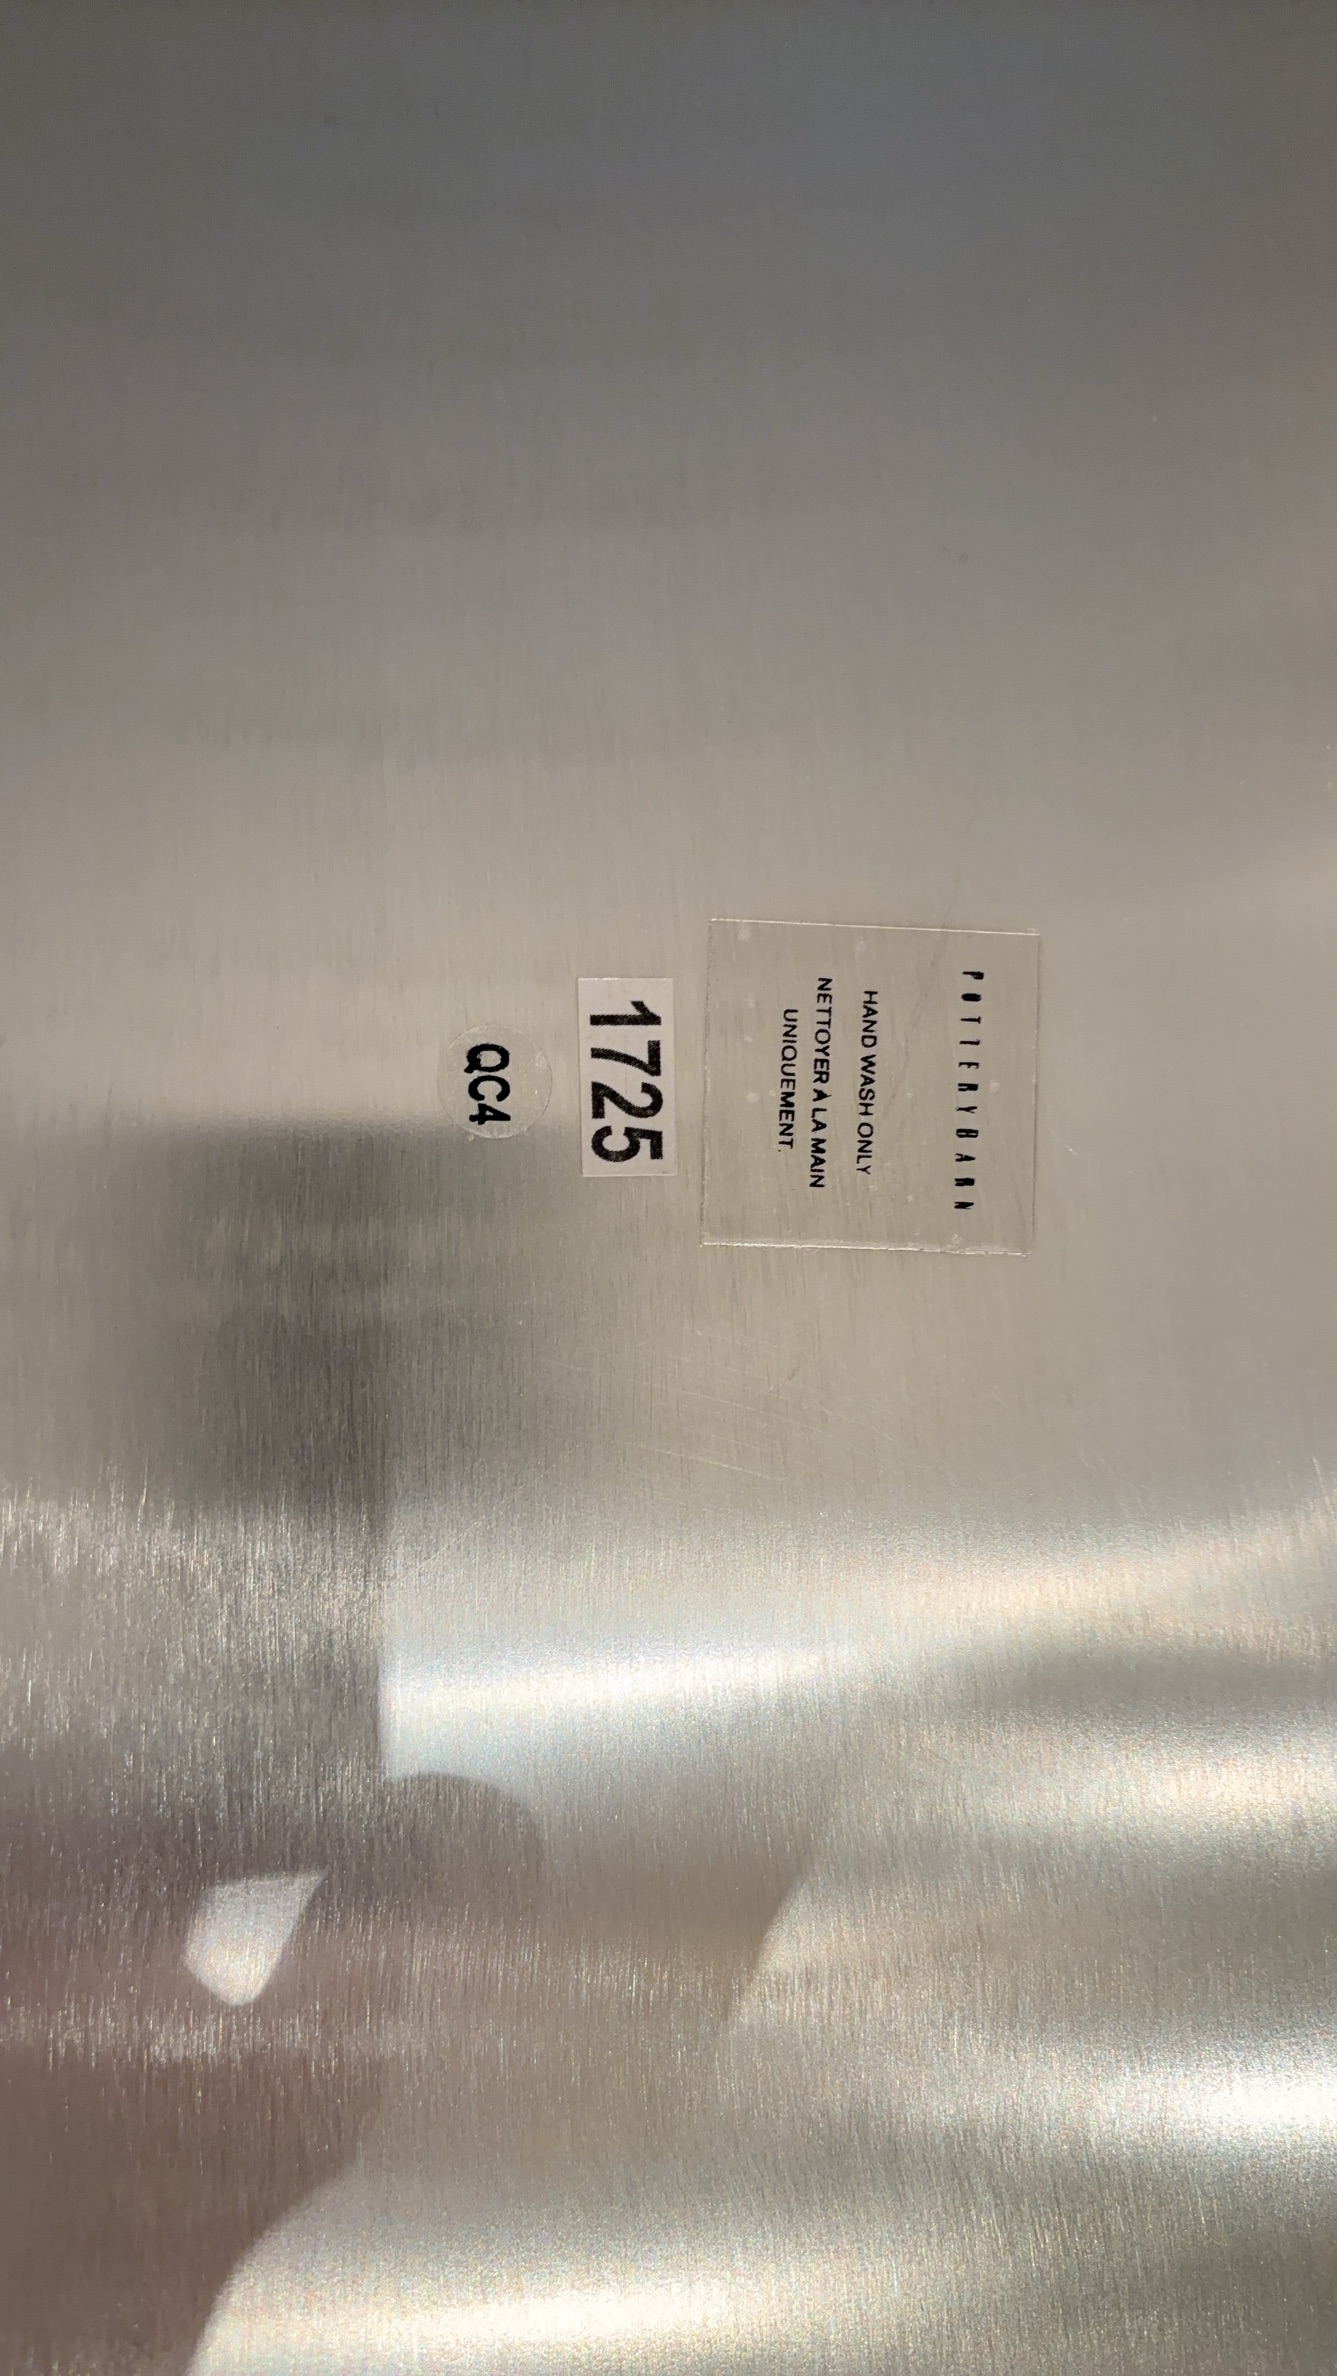 POTTERYBARN
HAND WASH ONLY
NETTOYER À LA MAIN
UNIQUEMENT.
1725
QC4